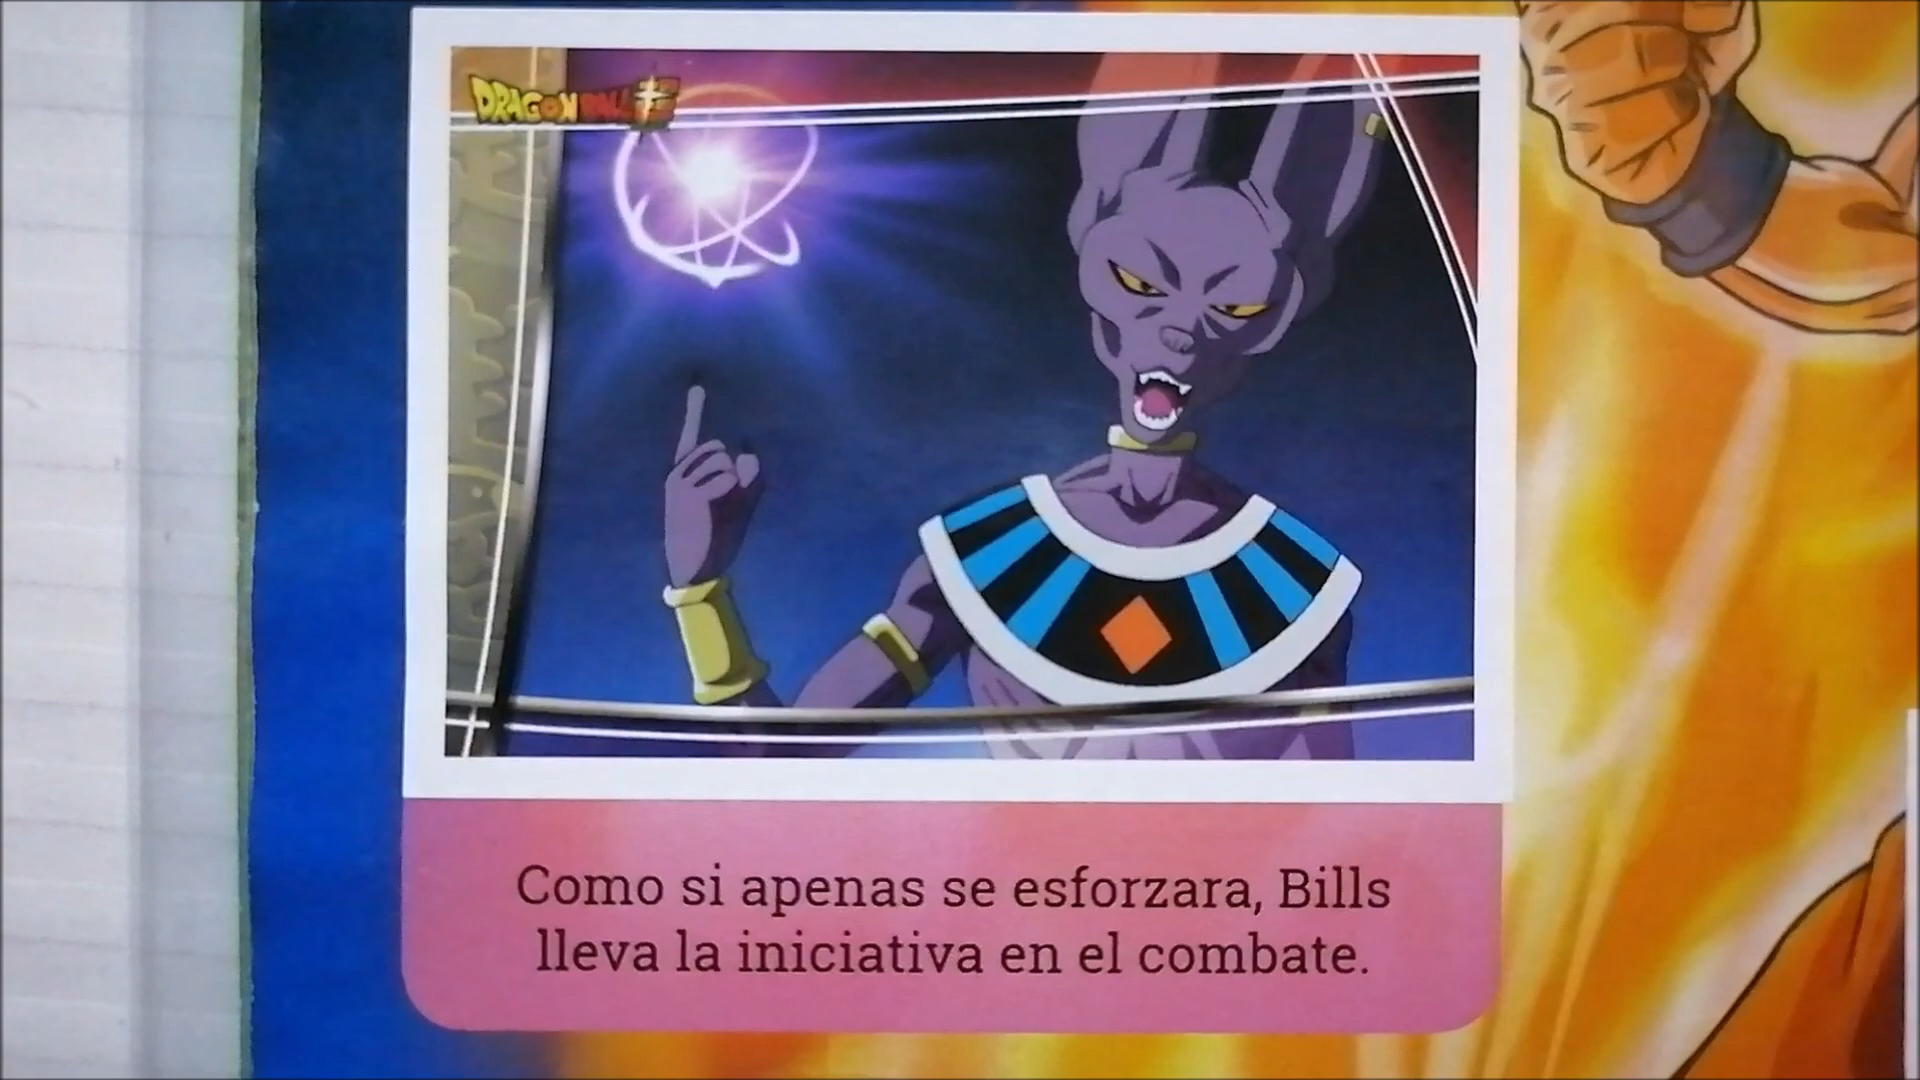 DRAGON BALL
Como si apenas se esforzara, Bills
lleva la iniciativa en el combate.